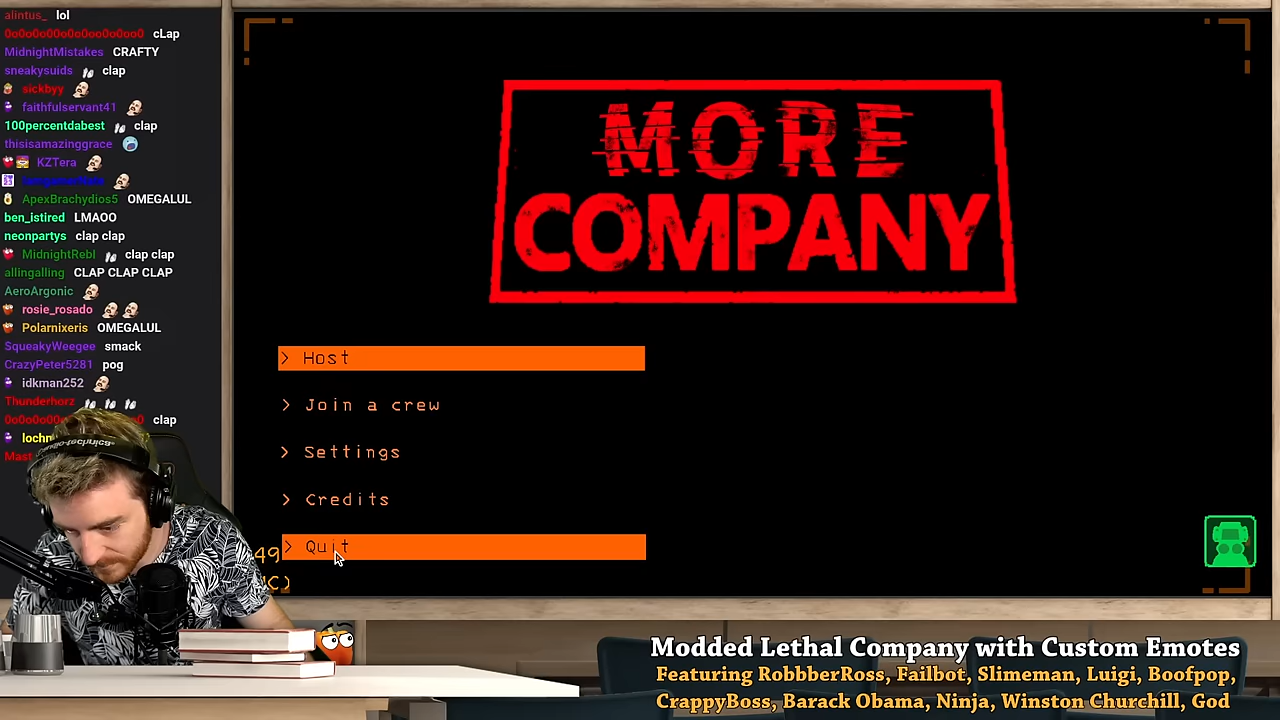 alintus_ lol
0o0o0o00o0o0oo0oo0 cLap
MidnightMistakes CRAFTY
sneakysuids clap
sickbyy
faithfulservant41
100percentdabest clap
thisisamazinggrace
KZTera
ApexBrachydios5 OMEGALUL
ben_istired LMAOO
neonpartys clap clap
MidnightRebl clap clap
allingalling CLAP CLAP CLAP
AeroArgonic
rosie_rosado
Polarnixeris OMEGALUL
SqueakyWeegee smack
CrazyPeter5281 pog
idkman252
Thunderhorz
clap
MORE
COMPANY
> Host
> Join a crew
> Settings
> Credits
> Quit
49
Modded Lethal Company with Custom Emotes
Featuring RobbberRoss, Failbot, Slimeman, Luigi, Boofpop,
CrappyBoss, Barack Obama, Ninja, Winston Churchill, God